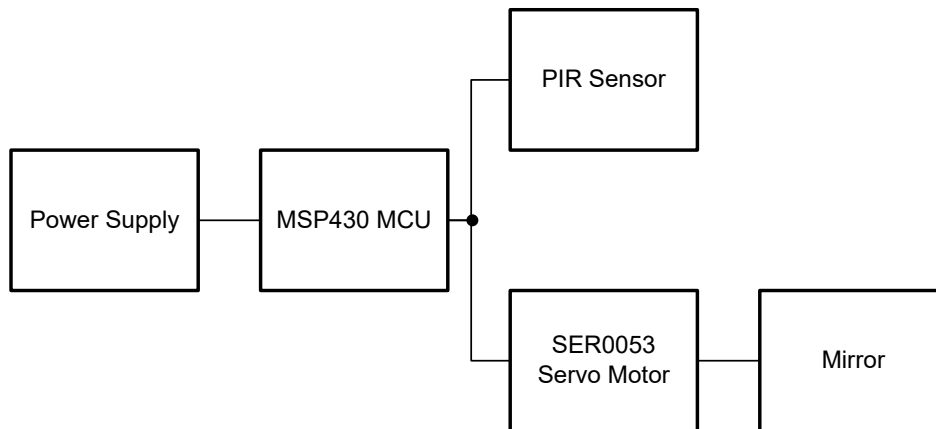 PIR Sensor
Power Supply
MSP430 MCU
SER0053
Servo Motor
Mirror